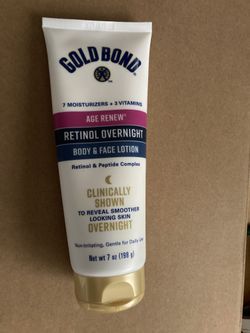 GOLD BOND
7 MOISTURIZERS + 3 VITAMINS
AGE RENEW
RETINOL OVERNIGHT
BODY & FACE LOTION
Retinol & Peptide Complex
CLINICALLY
SHOWN
TO REVEAL SMOOTHER
LOOKING SKIN
OVERNIGHT
Non-Irritating, Gentle for Daily Use
Net wt 7 oz (198 g)